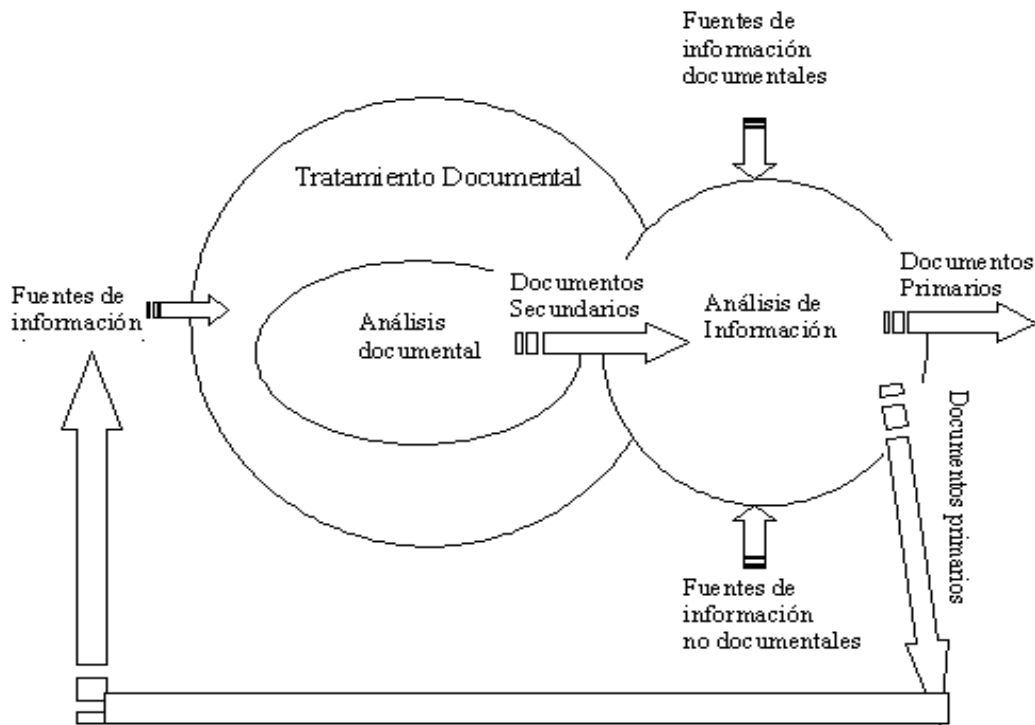 Fuentes de
información
documentales
Tratamiento Documental
Fuentes de
información
Análisis
documental
Documentos
Secundarios
Análisis de
Información
Documentos
Primarios
Documentos primarios
Fuentes de
información
no documentales